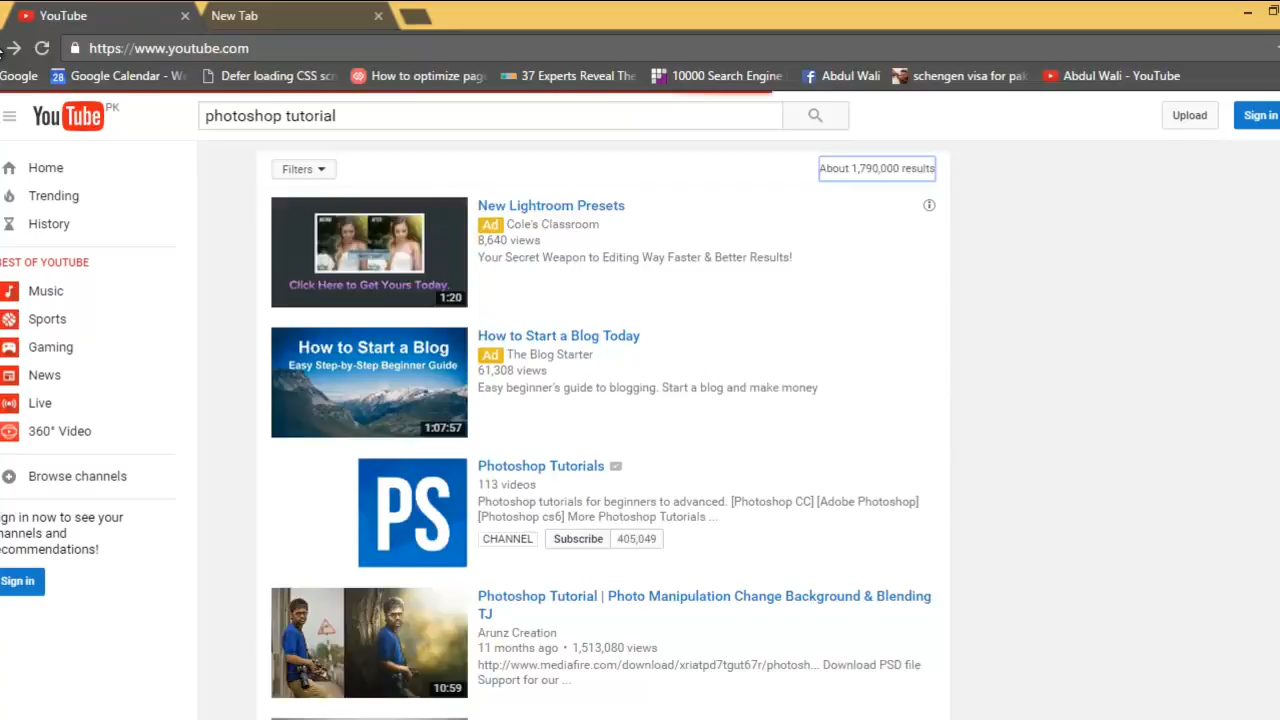 YouTube
New Tab
https://www.youtube.com
Google
28 Google Calendar - W
Defer loading CSS scr
How to optimize pag
37 Experts Reveal The
10000 Search Engine
Abdul Wali
schengen visa for pak
Abdul Wali - YouTube
YouTube PK
photoshop tutorial
Upload
Sign in
Home
Trending
History
EST OF YOUTUBE
Music
Sports
Gaming
News
Live
360° Video
Browse channels
ign in now to see your
hannels and
ecommendations!
Sign in
Filters
About 1,790,000 results
Click Here to Get Yours Today.
1:20
New Lightroom Presets
Ad Cole's Classroom
8,640 views
Your Secret Weapon to Editing Way Faster & Better Results!
How to Start a Blog
Easy Step-by-Step Beginner Guide
1:07:57
How to Start a Blog Today
Ad The Blog Starter
61,308 views
Easy beginner's guide to blogging. Start a blog and make money
PS
Photoshop Tutorials
113 videos
Photoshop tutorials for beginners to advanced. [Photoshop CC] [Adobe Photoshop]
[Photoshop cs6] More Photoshop Tutorials ...
CHANNEL
Subscribe 405,049
10:59
Photoshop Tutorial | Photo Manipulation Change Background & Blending
TJ
Arunz Creation
11 months ago • 1,513,080 views
http://www.mediafire.com/download/xriatpd7tgut67r/photosh... Download PSD file
Support for our ...